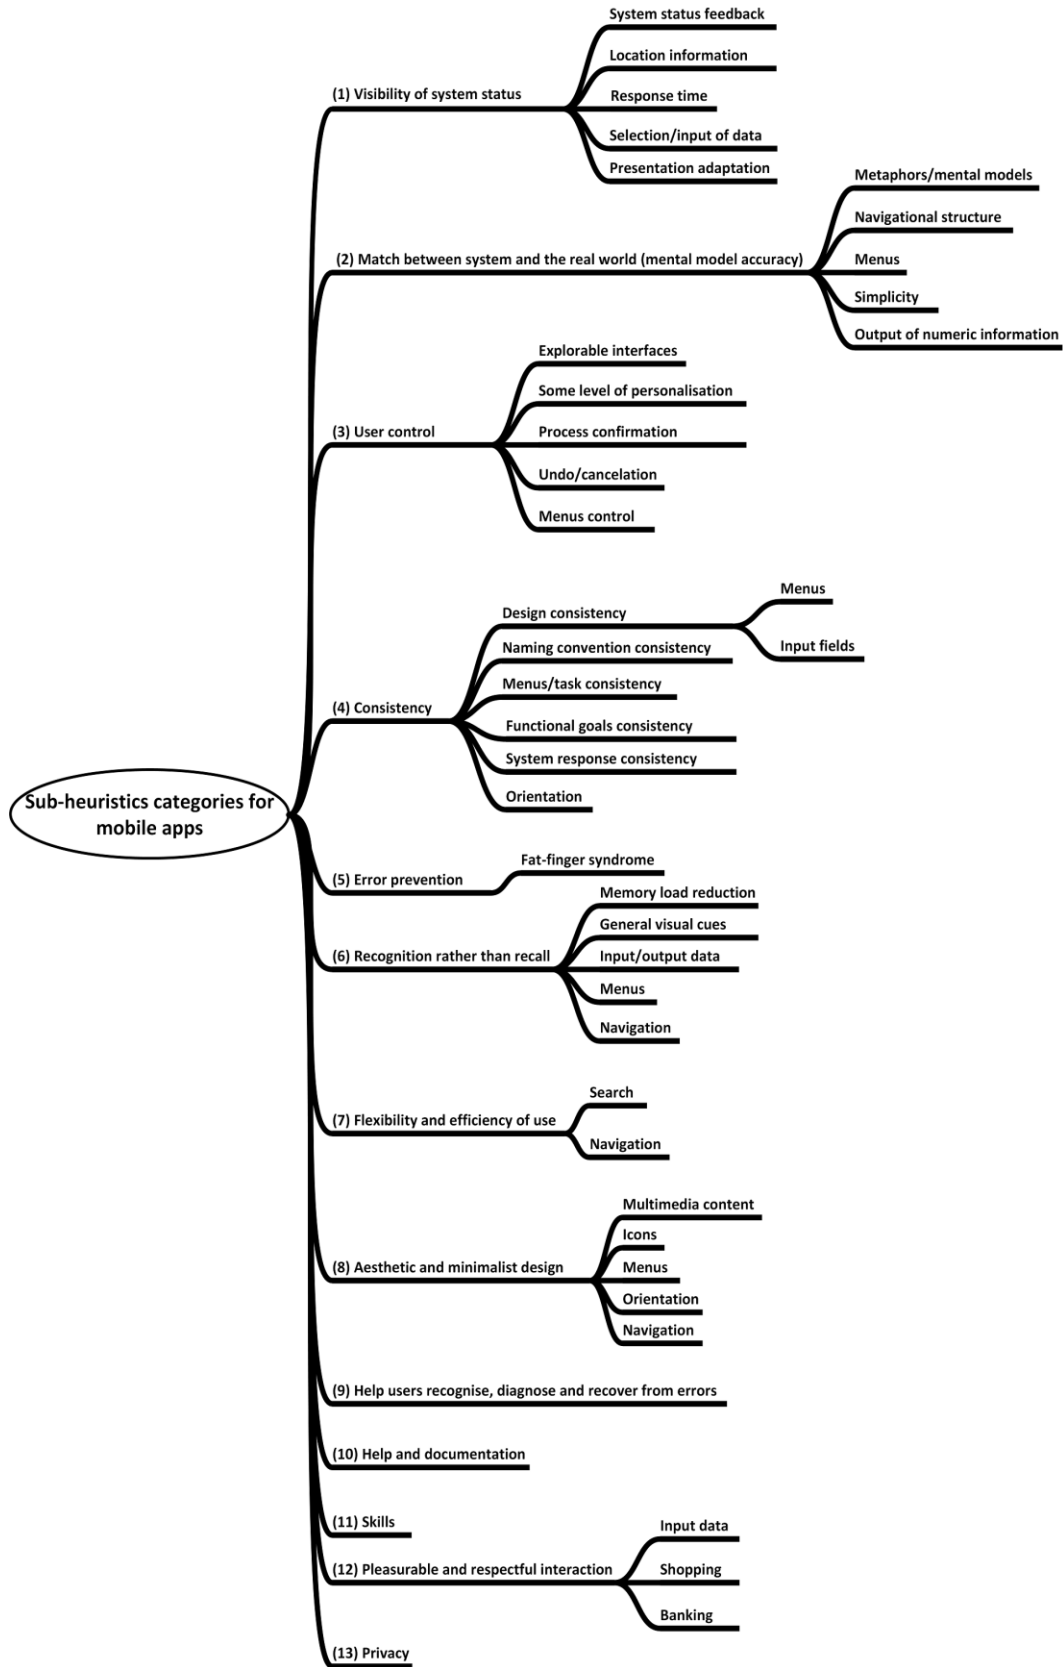 Sub-heuristics categories for
mobile apps
(1) Visibility of system status
System status feedback
Location information
Response time
Selection/input of data
Presentation adaptation
(2) Match between system and the real world (mental model accuracy)
Metaphors/mental models
Navigational structure
Menus
Simplicity
Output of numeric information
(3) User control
Explorable interfaces
Some level of personalisation
Process confirmation
Undo/cancelation
Menus control
(4) Consistency
Design consistency
Menus
Input fields
Naming convention consistency
Menus/task consistency
Functional goals consistency
System response consistency
Orientation
(5) Error prevention
Fat-finger syndrome
(6) Recognition rather than recall
Memory load reduction
General visual cues
Input/output data
Menus
Navigation
(7) Flexibility and efficiency of use
Search
Navigation
(8) Aesthetic and minimalist design
Multimedia content
Icons
Menus
Orientation
Navigation
(9) Help users recognise, diagnose and recover from errors
(10) Help and documentation
(11) Skills
(12) Pleasurable and respectful interaction
Input data
Shopping
Banking
(13) Privacy